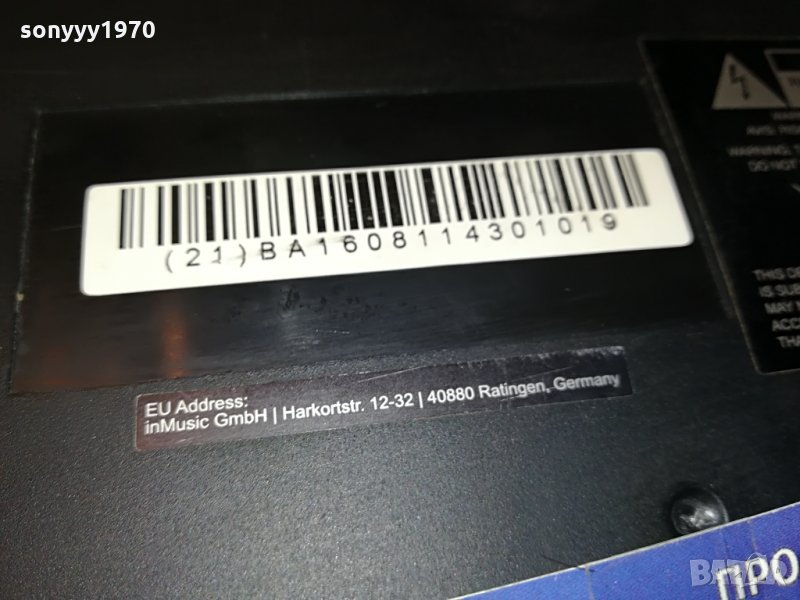 sonyyy1970
(21)BA1608114301019
EU Address:
inMusic GmbH | Harkortstr. 12-32 | 40880 Ratingen, Germany
WARNING
DO NOT
THIS DE
IS SUB
MAY N
ACCE
THA
ПРО